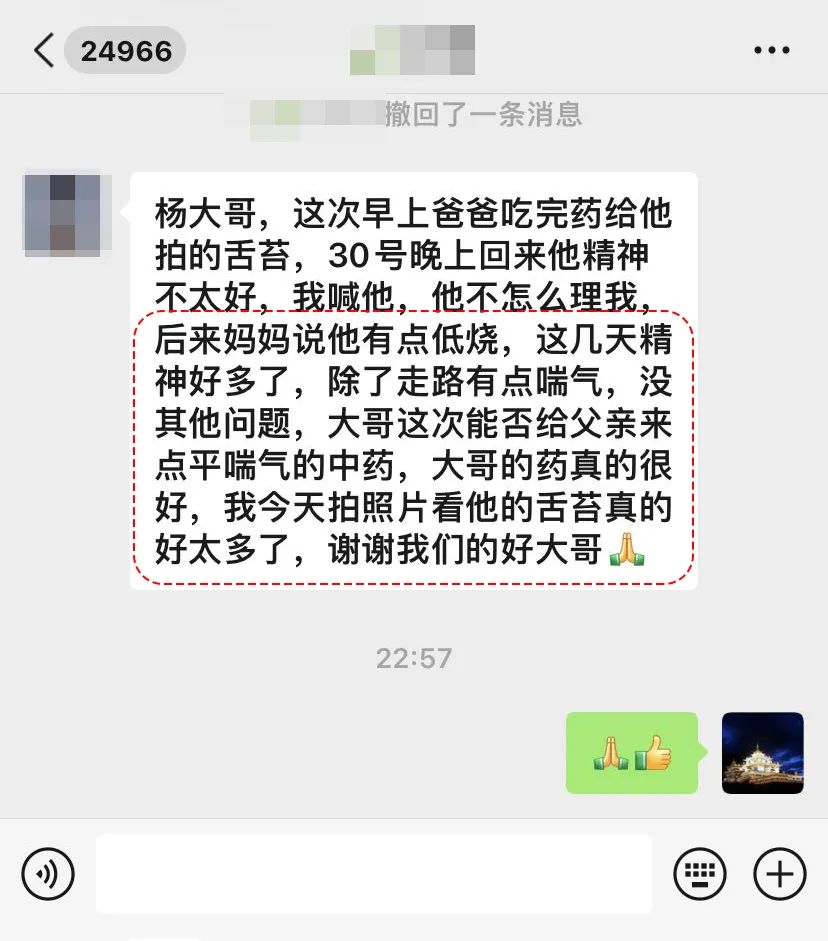 24966
撤回了一条消息
杨大哥，这次早上爸爸吃完药给他
拍的舌苔，30号晚上回来他精神
不太好，我喊他，他不怎么理我，
后来妈妈说他有点低烧，这几天精
神好多了，除了走路有点喘气，没
其他问题，大哥这次能否给父亲来
点平喘气的中药，大哥的药真的很
好，我今天拍照片看他的舌苔真的
好太多了，谢谢我们的好大哥🙏
22:57
🙏👍